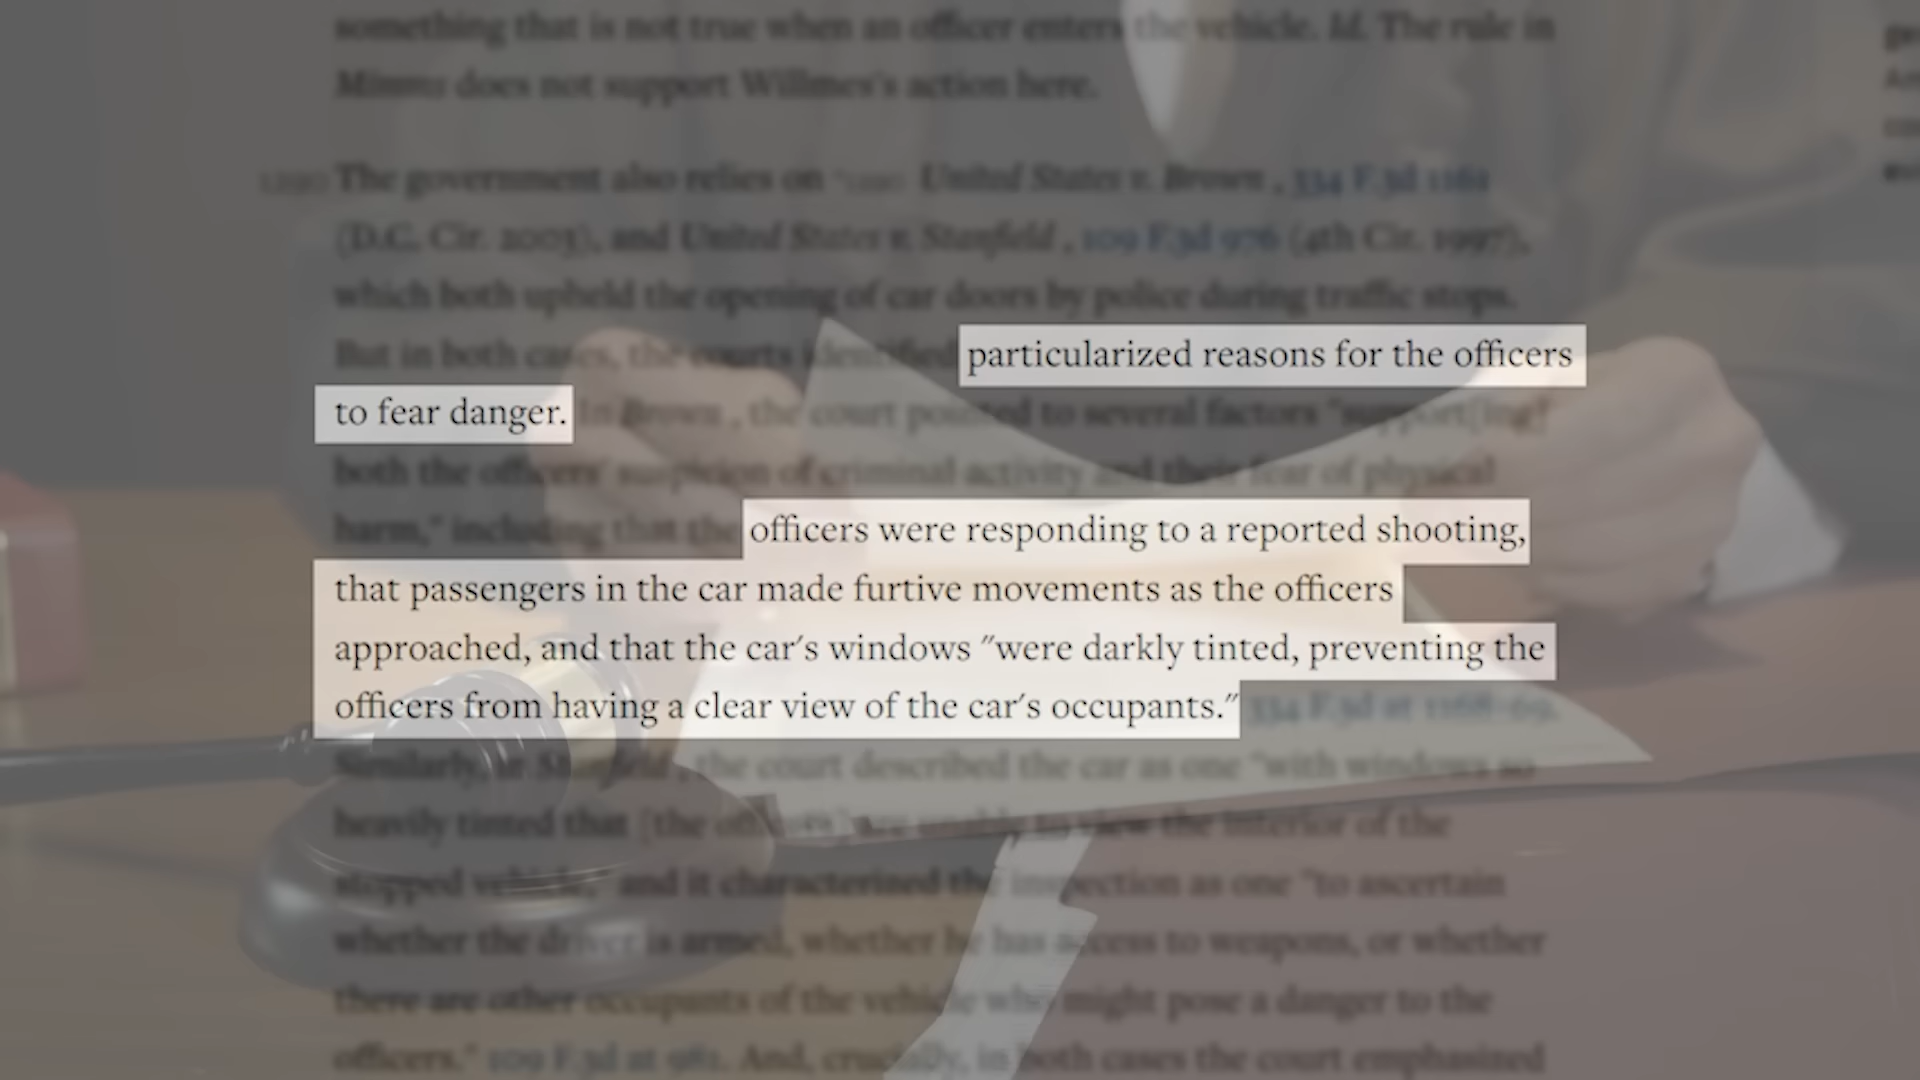 something that is not true when an officer enters the vehicle. Id. The rule in
Mimms does not support Willmes's action here.
The government also relies on United States v. Brown , 334 F.3d 1161
(D.C. Cir. 2003), and United States v. Stanfield , 109 F.3d 976 (4th Cir. 1997),
which both upheld the opening of car doors by police during traffic stops.
But in both cases, the courts identified particularized reasons for the officers
to fear danger. In Brown , the court pointed to several factors "support[ing]
both the officers' suspicion of criminal activity and their fear of physical
harm," including that the officers were responding to a reported shooting,
that passengers in the car made furtive movements as the officers
approached, and that the car's windows "were darkly tinted, preventing the
officers from having a clear view of the car's occupants." 334 F.3d at 1168-69.
Similarly, in Stanfield , the court described the car as one "with windows so
heavily tinted that [the officers] are unable to view the interior of the
stopped vehicle," and it characterized the inspection as one "to ascertain
whether the driver is armed, whether he has access to weapons, or whether
there are other occupants of the vehicle who might pose a danger to the
officers." 109 F.3d at 981. And, crucially, in both cases the court emphasized